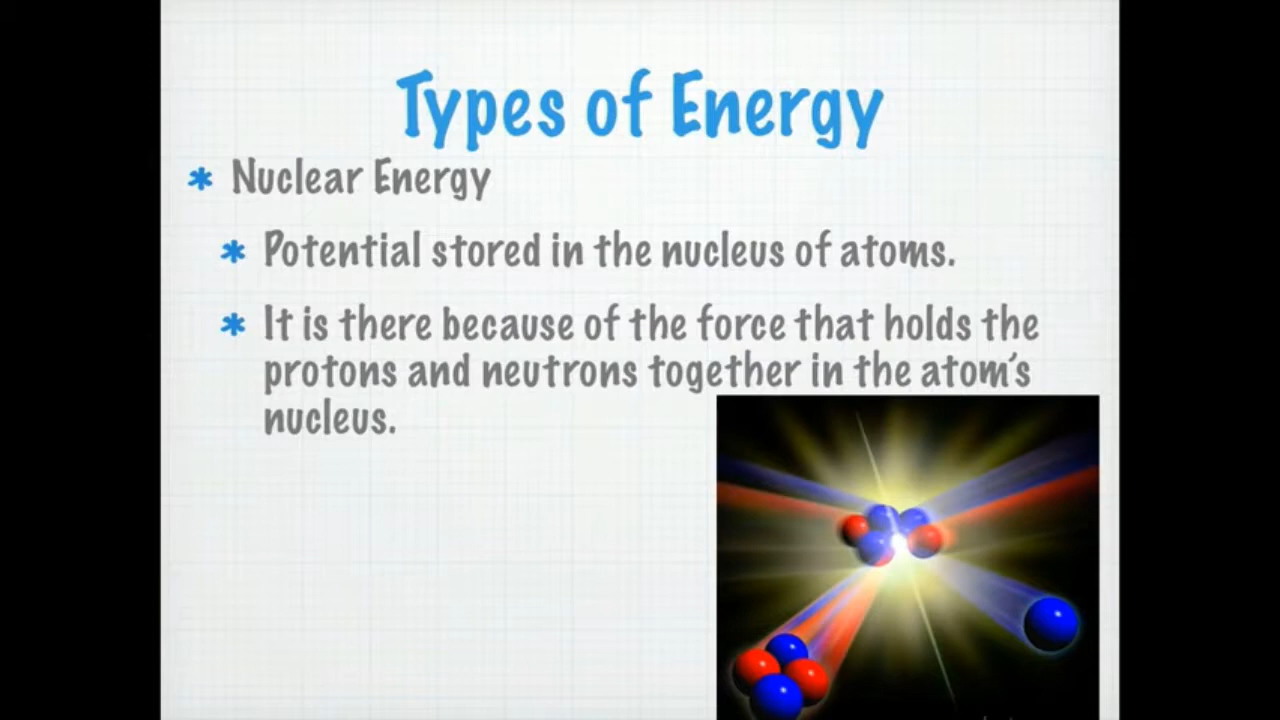 Types of Energy
* Nuclear Energy
* Potential stored in the nucleus of atoms.
* It is there because of the force that holds the
protons and neutrons together in the atom's
nucleus.